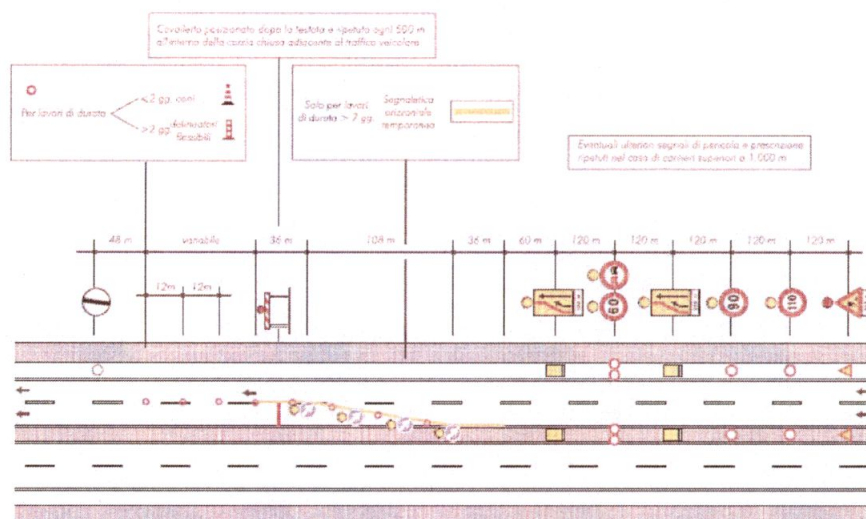 Cavalletto posizionato dopo la testata e ripetuto ogni 500 m
all'interno della corsia chiusa adiacente al traffico veicolare
Per lavori di durata
<2 gg. coni
>2 gg. delineatori
flessibili
Solo per lavori
di durata > 7 gg.
Segnaletica
orizzontale
temporanea
Eventuali ulteriori segnali di pericolo e prescrizione
ripetuti nel caso di cantieri superiori a 1.000 m
48 m
variabile
36 m
108 m
36 m
60 m
120 m
120 m
120 m
120 m
120 m
12m
12m
60
90
110